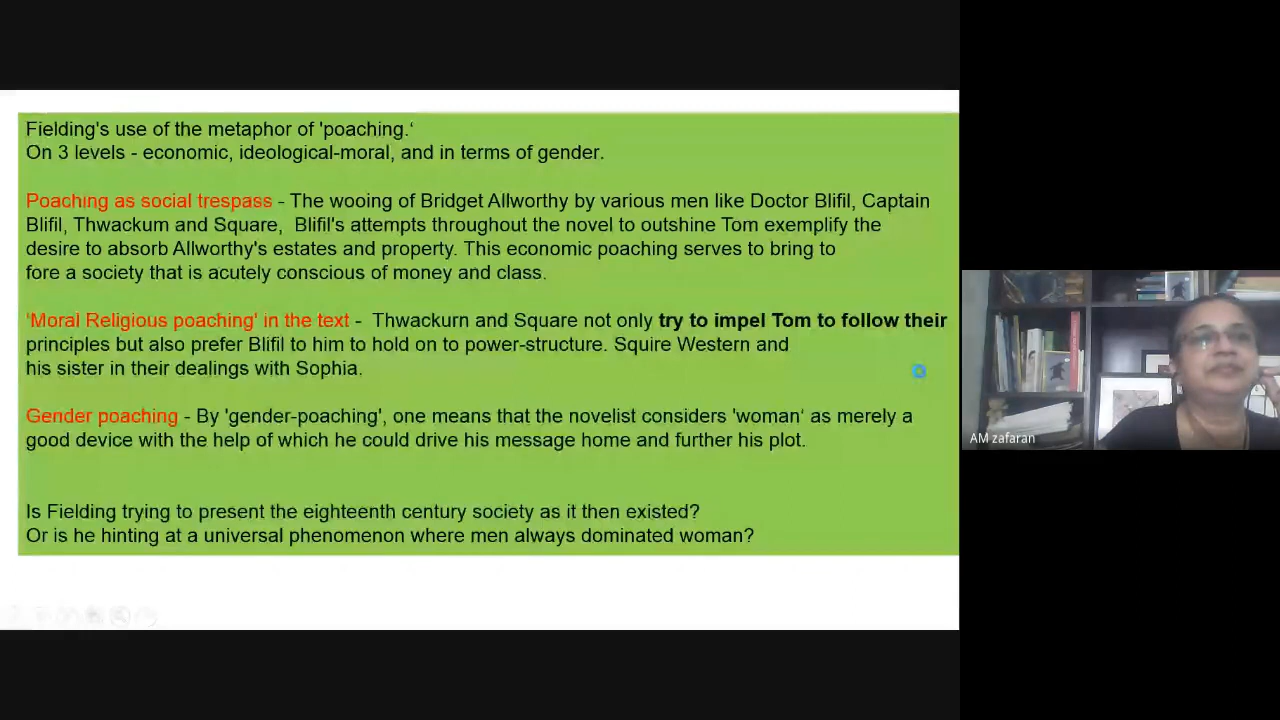 Fielding's use of the metaphor of 'poaching.‘
On 3 levels - economic, ideological-moral, and in terms of gender.
Poaching as social trespass - The wooing of Bridget Allworthy by various men like Doctor Blifil, Captain
Blifil, Thwackum and Square, Blifil's attempts throughout the novel to outshine Tom exemplify the
desire to absorb Allworthy's estates and property. This economic poaching serves to bring to
fore a society that is acutely conscious of money and class.
'Moral Religious poaching' in the text - Thwackurn and Square not only try to impel Tom to follow their
principles but also prefer Blifil to him to hold on to power-structure. Squire Western and
his sister in their dealings with Sophia.
Gender poaching - By 'gender-poaching', one means that the novelist considers 'woman‘ as merely a
good device with the help of which he could drive his message home and further his plot.
Is Fielding trying to present the eighteenth century society as it then existed?
Or is he hinting at a universal phenomenon where men always dominated woman?
AM zafaran